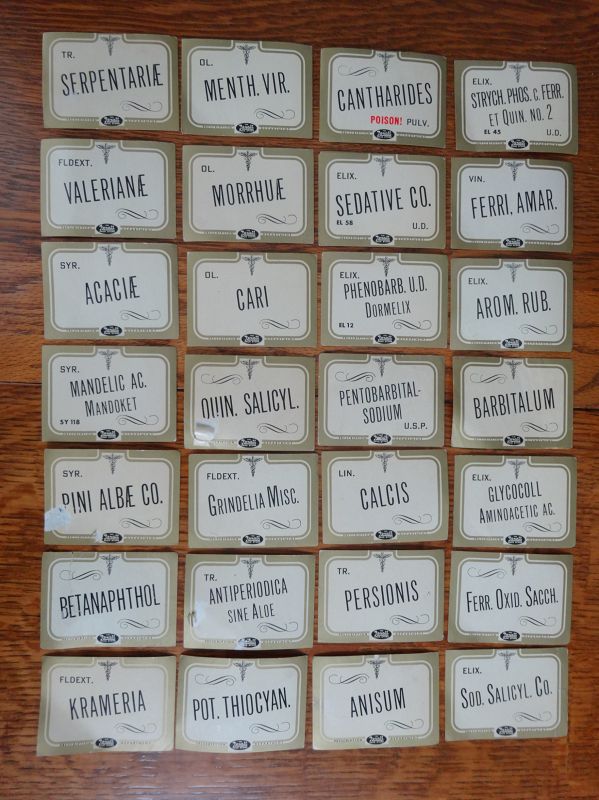 TR.
SERPENTARIÆ
OL.
MENTH. VIR.
CANTHARIDES
POISON! PULV.
ELIX.
STRYCH. PHOS. C. FERR.
ET QUIN. NO. 2
EL 45 U.D.
FLDEXT.
VALERIANÆ
OL.
MORRHUÆ
ELIX.
SEDATIVE CO.
EL 58 U.D.
VIN.
FERRI, AMAR.
SYR.
ACACIÆ
OL.
CARI
ELIX.
PHENOBARB. U.D.
DORMELIX
EL 12
ELIX.
AROM. RUB.
SYR.
MANDELIC AC.
MANDOKET
SY 118
QUIN. SALICYL.
PENTOBARBITAL-
SODIUM
U.S.P.
BARBITALUM
SYR.
PINI ALBÆ CO.
FLDEXT.
GRINDELIA MISC.
LIN.
CALCIS
ELIX.
GLYCOCOLL
AMINOACETIC AC.
BETANAPHTHOL
TR.
ANTIPERIODICA
SINE ALOE
TR.
PERSIONIS
FERR. OXID. SACCH.
FLDEXT.
KRAMERIA
POT. THIOCYAN.
ANISUM
ELIX.
SOD. SALICYL. CO.